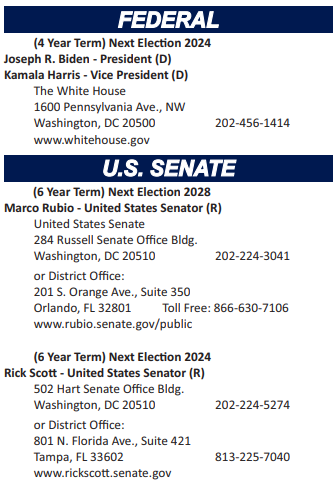 FEDERAL
(4 Year Term) Next Election 2024
Joseph R. Biden - President (D)
Kamala Harris - Vice President (D)
The White House
1600 Pennsylvania Ave., NW
Washington, DC 20500 202-456-1414
www.whitehouse.gov
U.S. SENATE
(6 Year Term) Next Election 2028
Marco Rubio - United States Senator (R)
United States Senate
284 Russell Senate Office Bldg.
Washington, DC 20510 202-224-3041
or District Office:
201 S. Orange Ave., Suite 350
Orlando, FL 32801 Toll Free: 866-630-7106
www.rubio.senate.gov/public
(6 Year Term) Next Election 2024
Rick Scott - United States Senator (R)
502 Hart Senate Office Bldg.
Washington, DC 20510 202-224-5274
or District Office:
801 N. Florida Ave., Suite 421
Tampa, FL 33602 813-225-7040
www.rickscott.senate.gov